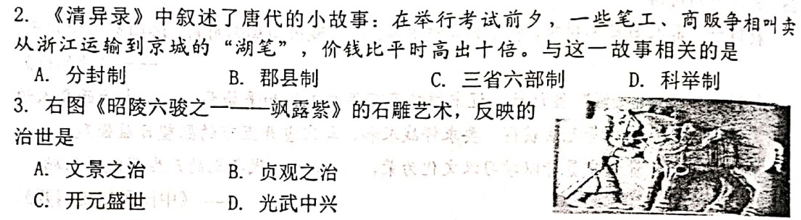 2. 《清异录》中叙述了唐代的小故事：在举行考试前夕，一些笔工、商贩争相叫卖
从浙江运输到京城的“湖笔”，价钱比平时高出十倍。与这一故事相关的是
A. 分封制 B. 郡县制 C. 三省六部制 D. 科举制
3. 右图《昭陵六骏之一——飒露紫》的石雕艺术，反映的
治世是
A. 文景之治 B. 贞观之治
C. 开元盛世 D. 光武中兴